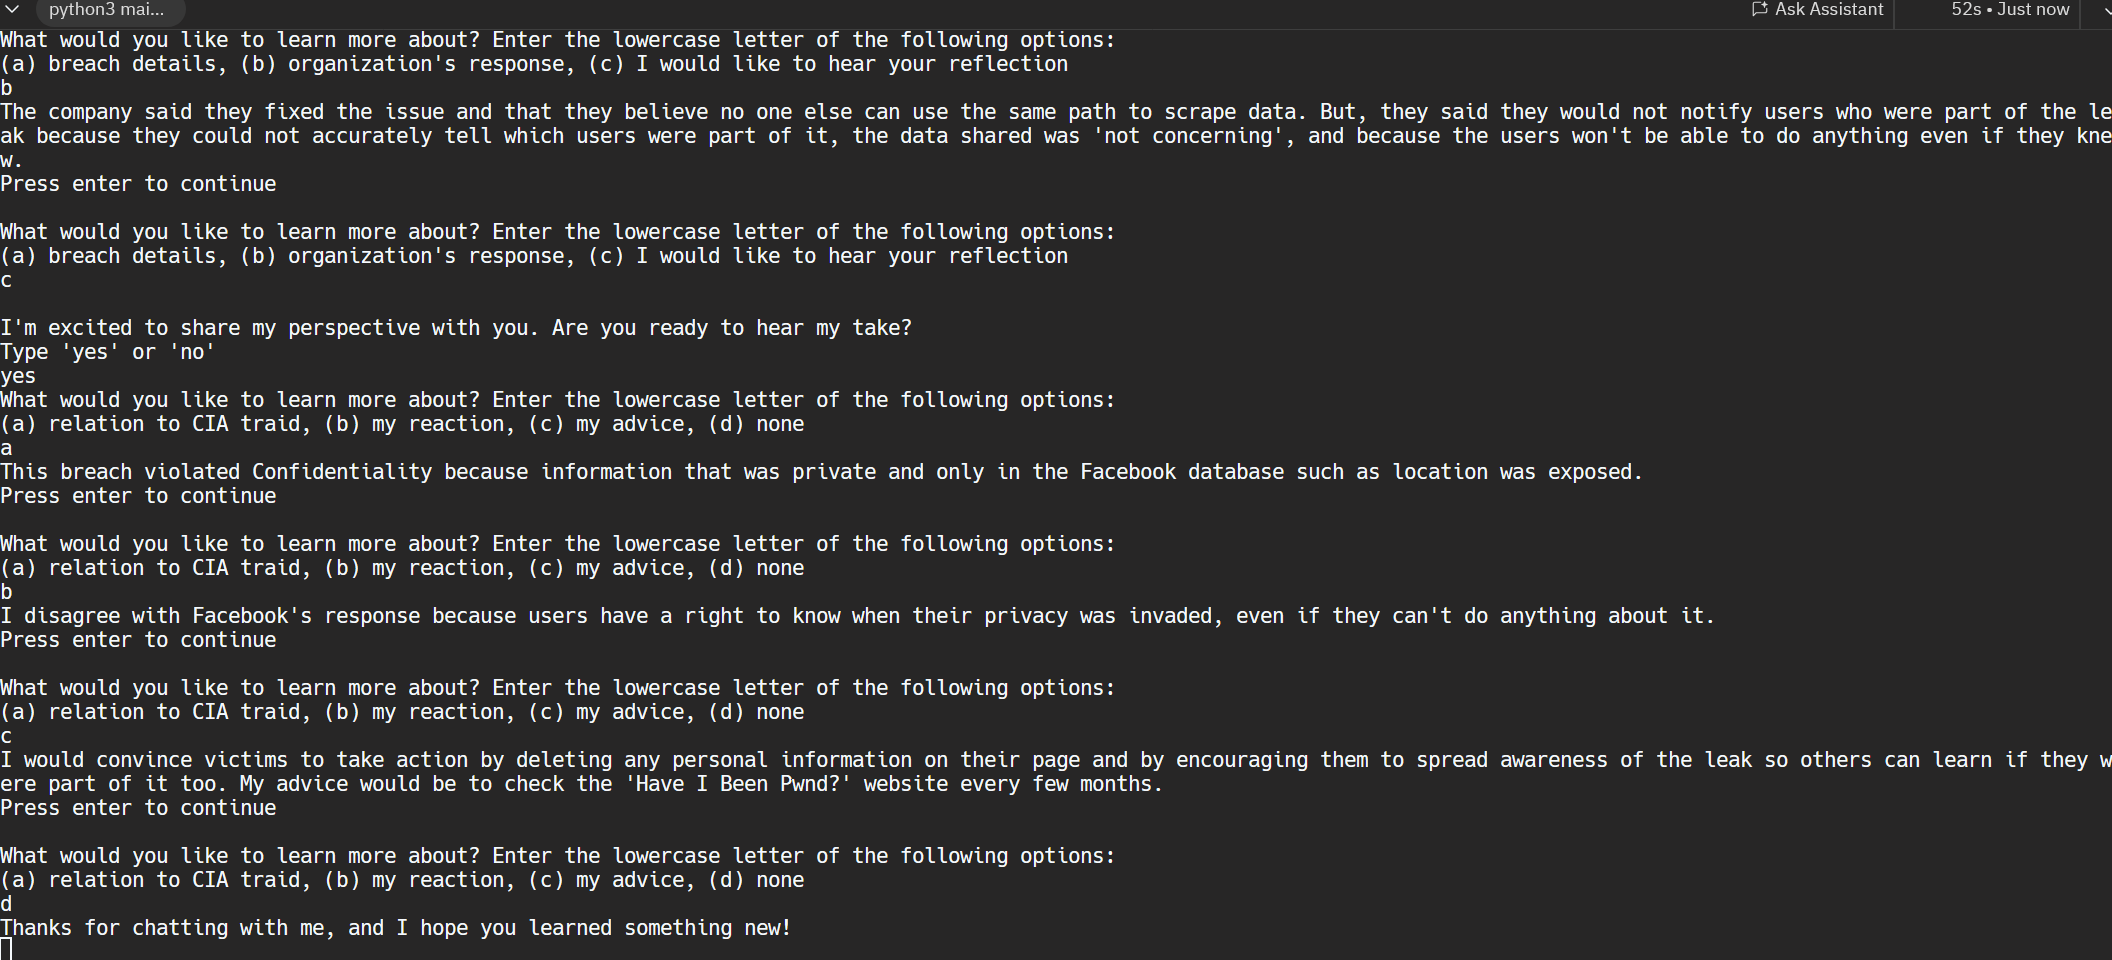 python3 mai...
Ask Assistant
52s • Just now
What would you like to learn more about? Enter the lowercase letter of the following options:
(a) breach details, (b) organization's response, (c) I would like to hear your reflection
b
The company said they fixed the issue and that they believe no one else can use the same path to scrape data. But, they said they would not notify users who were part of the le
ak because they could not accurately tell which users were part of it, the data shared was 'not concerning', and because the users won't be able to do anything even if they kne
w.
Press enter to continue
What would you like to learn more about? Enter the lowercase letter of the following options:
(a) breach details, (b) organization's response, (c) I would like to hear your reflection
c
I'm excited to share my perspective with you. Are you ready to hear my take?
Type 'yes' or 'no'
yes
What would you like to learn more about? Enter the lowercase letter of the following options:
(a) relation to CIA traid, (b) my reaction, (c) my advice, (d) none
a
This breach violated Confidentiality because information that was private and only in the Facebook database such as location was exposed.
Press enter to continue
What would you like to learn more about? Enter the lowercase letter of the following options:
(a) relation to CIA traid, (b) my reaction, (c) my advice, (d) none
b
I disagree with Facebook's response because users have a right to know when their privacy was invaded, even if they can't do anything about it.
Press enter to continue
What would you like to learn more about? Enter the lowercase letter of the following options:
(a) relation to CIA traid, (b) my reaction, (c) my advice, (d) none
c
I would convince victims to take action by deleting any personal information on their page and by encouraging them to spread awareness of the leak so others can learn if they w
ere part of it too. My advice would be to check the 'Have I Been Pwnd?' website every few months.
Press enter to continue
What would you like to learn more about? Enter the lowercase letter of the following options:
(a) relation to CIA traid, (b) my reaction, (c) my advice, (d) none
d
Thanks for chatting with me, and I hope you learned something new!